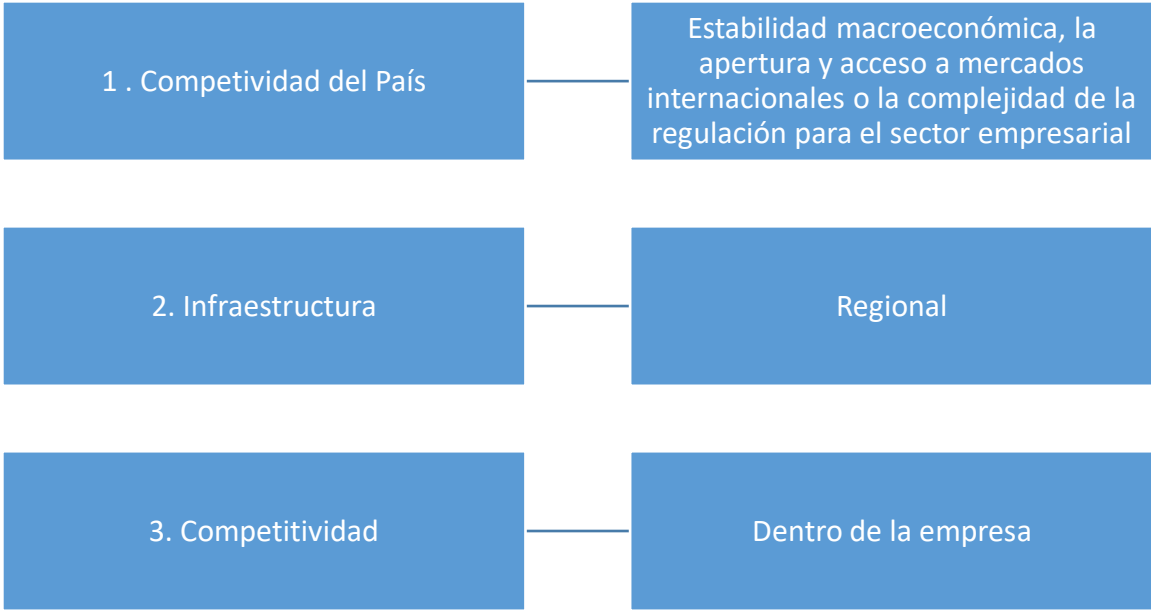 1 . Competividad del País
Estabilidad macroeconómica, la
apertura y acceso a mercados
internacionales o la complejidad de la
regulación para el sector empresarial
2. Infraestructura
Regional
3. Competitividad
Dentro de la empresa